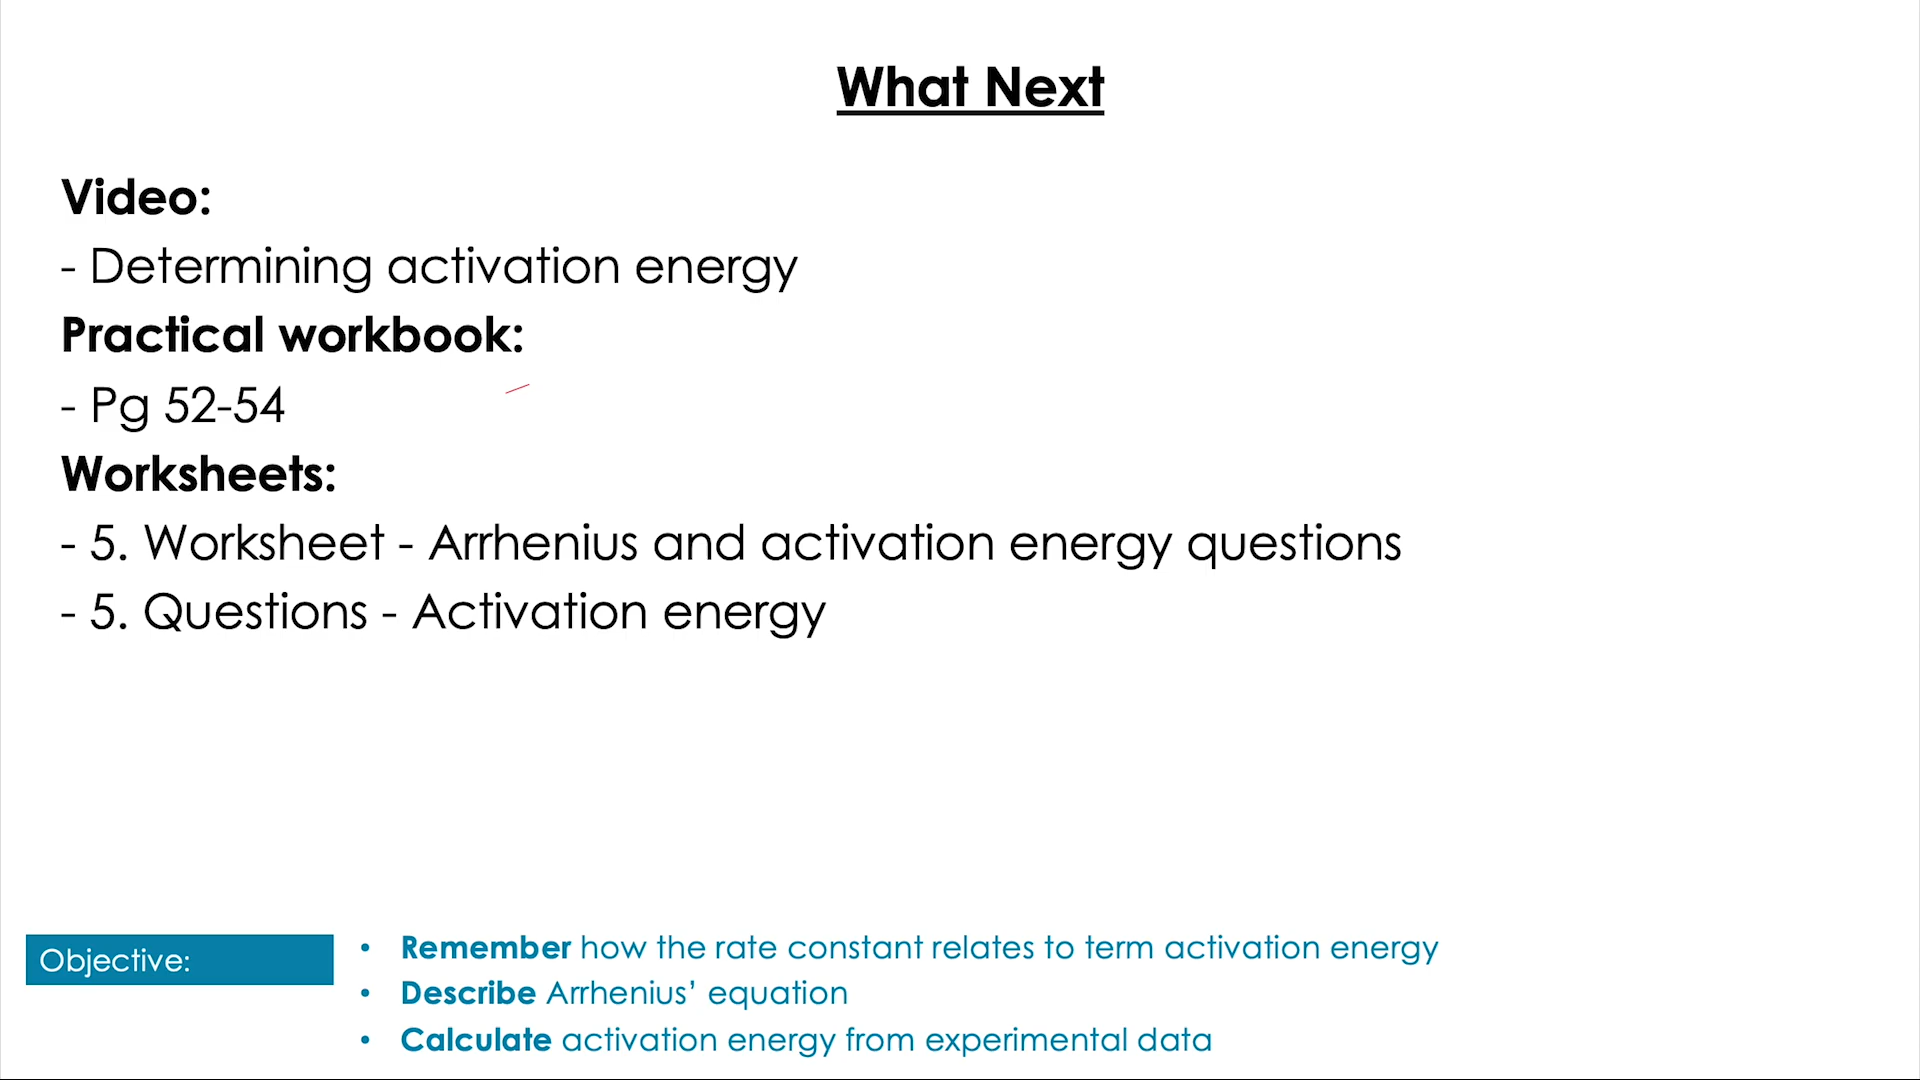 What Next
Video:
- Determining activation energy
Practical workbook:
- Pg 52-54
Worksheets:
- 5. Worksheet - Arrhenius and activation energy questions
- 5. Questions - Activation energy
Objective:
• Remember how the rate constant relates to term activation energy
• Describe Arrhenius’ equation
• Calculate activation energy from experimental data